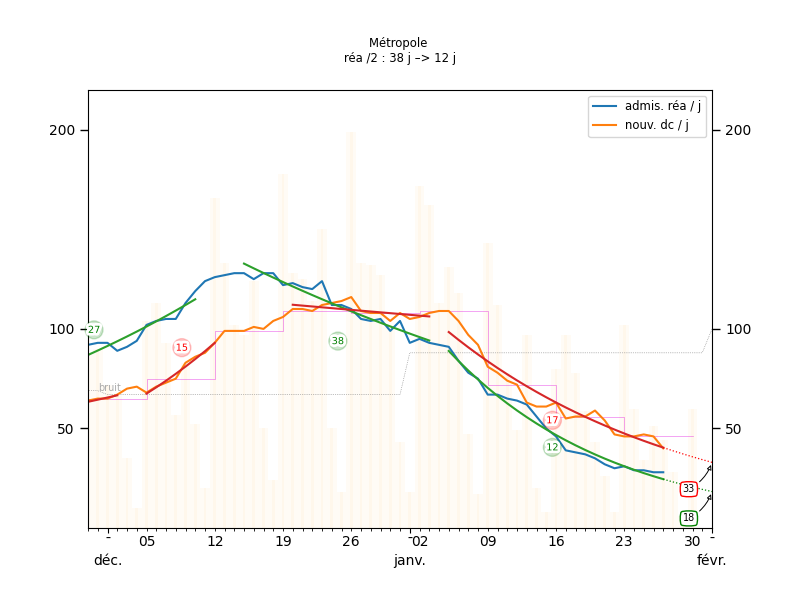 Métropole
réa /2 : 38 j –> 12 j
admis. réa / j
nouv. dc / j
200
200
100
100
50
50
27
15
38
bruit
17
12
33
18
05
12
19
26
02
09
16
23
30
déc.
janv.
févr.